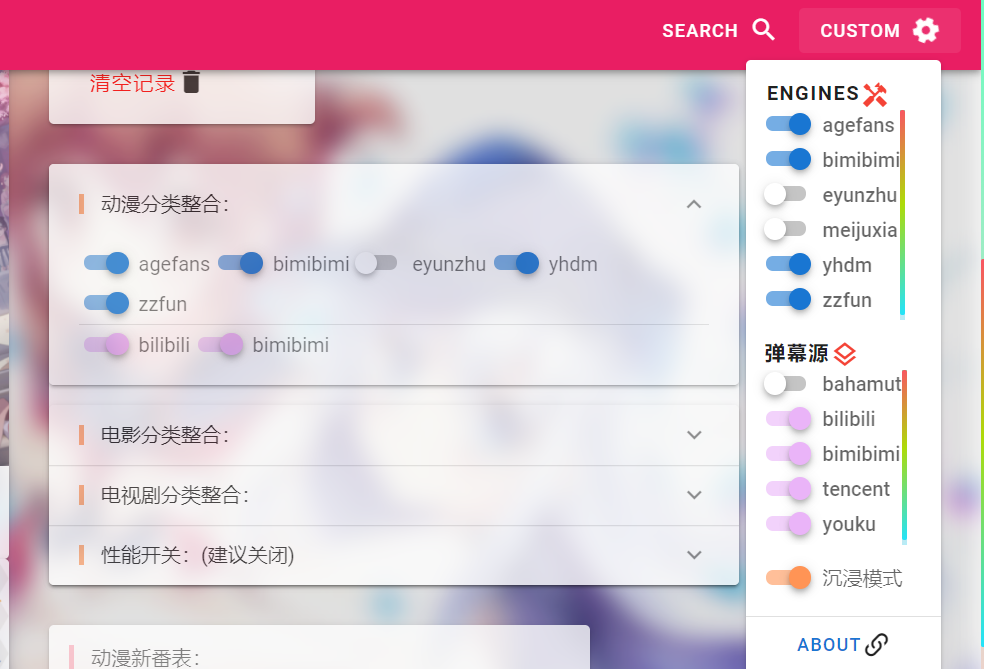 SEARCH CUSTOM
清空记录
动漫分类整合：
agefans bimibimi eyunzhu yhdm
zzfun
bilibili bimibimi
电影分类整合：
电视剧分类整合：
性能开关：(建议关闭)
动漫新番表：
ENGINES
agefans
bimibimi
eyunzhu
meijuxia
yhdm
zzfun
弹幕源
bahamut
bilibili
bimibimi
tencent
youku
沉浸模式
ABOUT